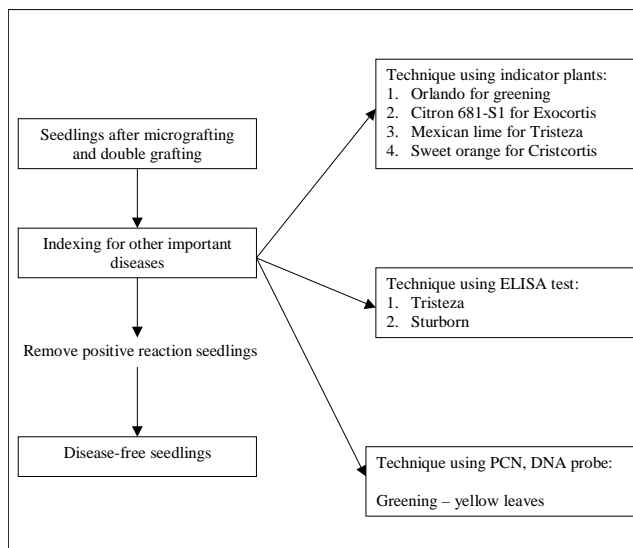 Seedlings after micrografting
and double grafting
Indexing for other important
diseases
Remove positive reaction seedlings
Disease-free seedlings
Technique using indicator plants:
1. Orlando for greening
2. Citron 681-S1 for Exocortis
3. Mexican lime for Tristeza
4. Sweet orange for Cristcortis
Technique using ELISA test:
1. Tristeza
2. Sturborn
Technique using PCN, DNA probe:
Greening – yellow leaves